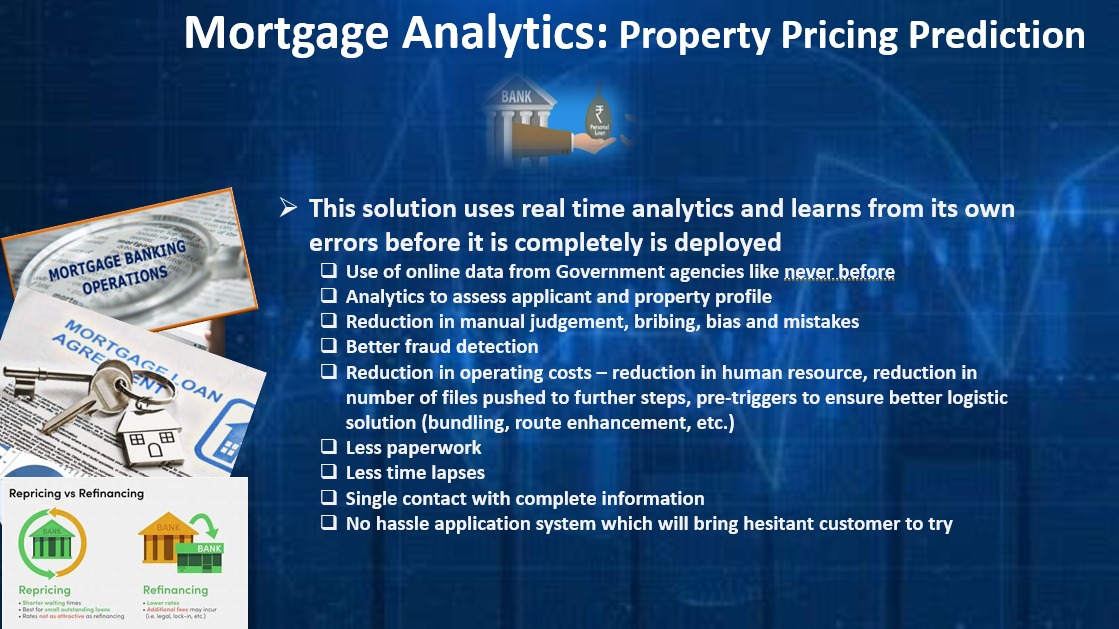 Mortgage Analytics: Property Pricing Prediction
BANK
₹
Personal
Loan
➢ This solution uses real time analytics and learns from its own
errors before it is completely is deployed
❑ Use of online data from Government agencies like never before
❑ Analytics to assess applicant and property profile
❑ Reduction in manual judgement, bribing, bias and mistakes
❑ Better fraud detection
❑ Reduction in operating costs – reduction in human resource, reduction in
number of files pushed to further steps, pre-triggers to ensure better logistic
solution (bundling, route enhancement, etc.)
❑ Less paperwork
❑ Less time lapses
❑ Single contact with complete information
❑ No hassle application system which will bring hesitant customer to try
MORTGAGE BANKING
OPERATIONS
MORTGAGE LOAN
AGREEMENT
Repricing vs Refinancing
BANK
BANK
BANK
Repricing
• Shorter waiting times
• Best for small outstanding loans
• Rates not as attractive as refinancing
Refinancing
• Lower rates
• Additional fees may incur
(i.e. legal, lock-in, etc.)